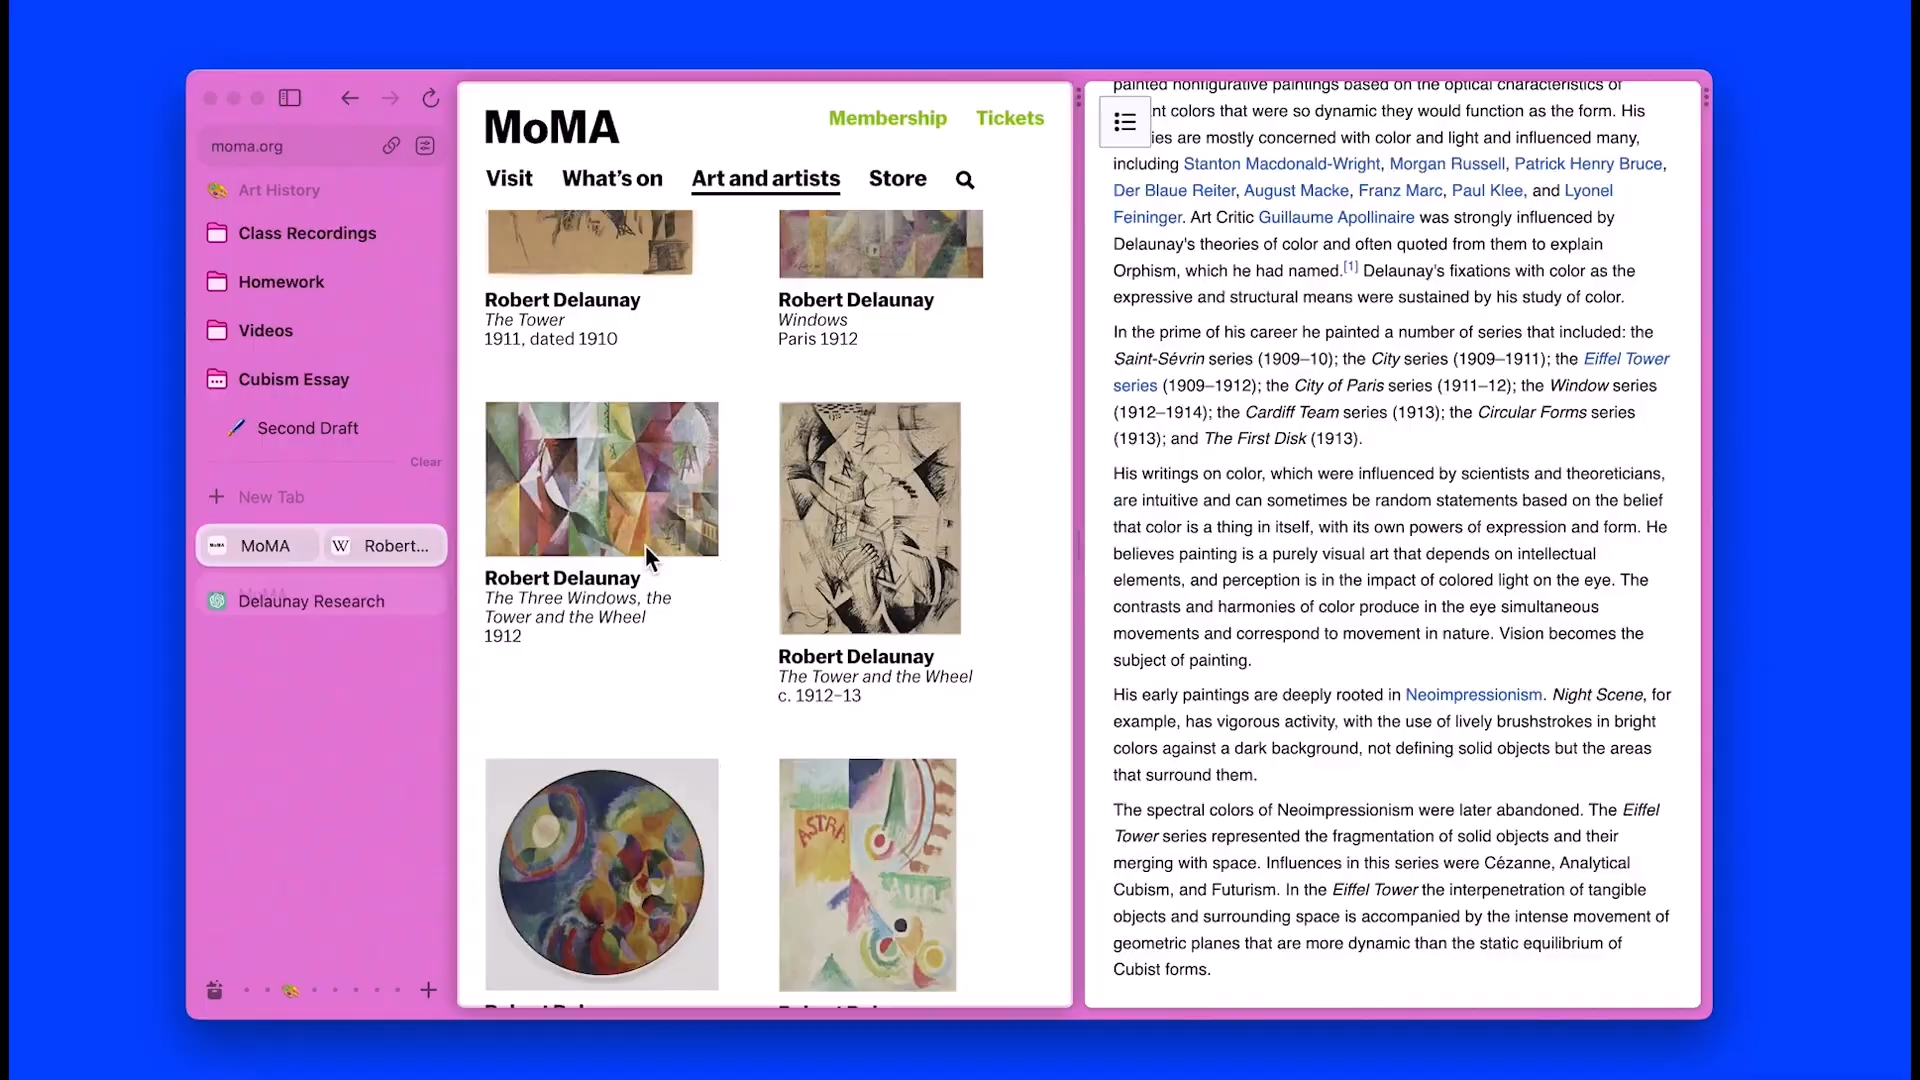 moma.org
Art History
Class Recordings
Homework
Videos
Cubism Essay
Second Draft
Clear
New Tab
MoMA
Robert...
Delaunay Research
MoMA
Membership
Tickets
Visit
What's on
Art and artists
Store
Robert Delaunay
The Tower
1911, dated 1910
Robert Delaunay
Windows
Paris 1912
Robert Delaunay
The Three Windows, the
Tower and the Wheel
1912
Robert Delaunay
The Tower and the Wheel
c. 1912–13
ASTRA
painted nonfigurative paintings based on the optical characteristics of
colors that were so dynamic they would function as the form. His
are mostly concerned with color and light and influenced many,
including Stanton Macdonald-Wright, Morgan Russell, Patrick Henry Bruce,
Der Blaue Reiter, August Macke, Franz Marc, Paul Klee, and Lyonel
Feininger. Art Critic Guillaume Apollinaire was strongly influenced by
Delaunay's theories of color and often quoted from them to explain
Orphism, which he had named.[1] Delaunay's fixations with color as the
expressive and structural means were sustained by his study of color.
In the prime of his career he painted a number of series that included: the
Saint-Sévrin series (1909–10); the City series (1909–1911); the Eiffel Tower
series (1909–1912); the City of Paris series (1911–12); the Window series
(1912–1914); the Cardiff Team series (1913); the Circular Forms series
(1913); and The First Disk (1913).
His writings on color, which were influenced by scientists and theoreticians,
are intuitive and can sometimes be random statements based on the belief
that color is a thing in itself, with its own powers of expression and form. He
believes painting is a purely visual art that depends on intellectual
elements, and perception is in the impact of colored light on the eye. The
contrasts and harmonies of color produce in the eye simultaneous
movements and correspond to movement in nature. Vision becomes the
subject of painting.
His early paintings are deeply rooted in Neoimpressionism. Night Scene, for
example, has vigorous activity, with the use of lively brushstrokes in bright
colors against a dark background, not defining solid objects but the areas
that surround them.
The spectral colors of Neoimpressionism were later abandoned. The Eiffel
Tower series represented the fragmentation of solid objects and their
merging with space. Influences in this series were Cézanne, Analytical
Cubism, and Futurism. In the Eiffel Tower the interpenetration of tangible
objects and surrounding space is accompanied by the intense movement of
geometric planes that are more dynamic than the static equilibrium of
Cubist forms.